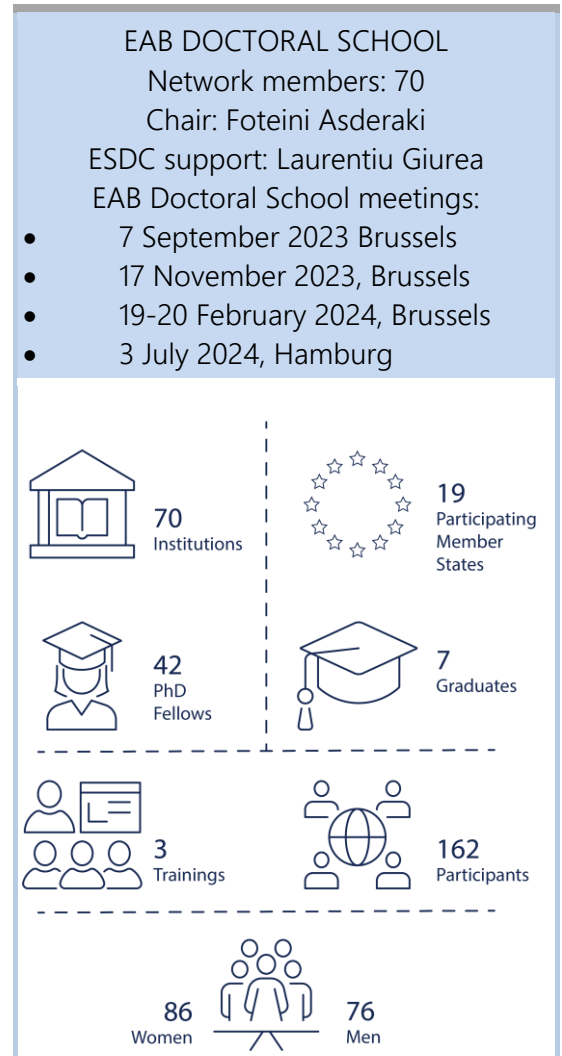 EAB DOCTORAL SCHOOL
Network members: 70
Chair: Foteini Asderaki
ESDC support: Laurentiu Giurea
EAB Doctoral School meetings:
• 7 September 2023 Brussels
• 17 November 2023, Brussels
• 19-20 February 2024, Brussels
• 3 July 2024, Hamburg
70
Institutions
19
Participating
Member
States
42
PhD
Fellows
7
Graduates
3
Trainings
162
Participants
86
Women
76
Men